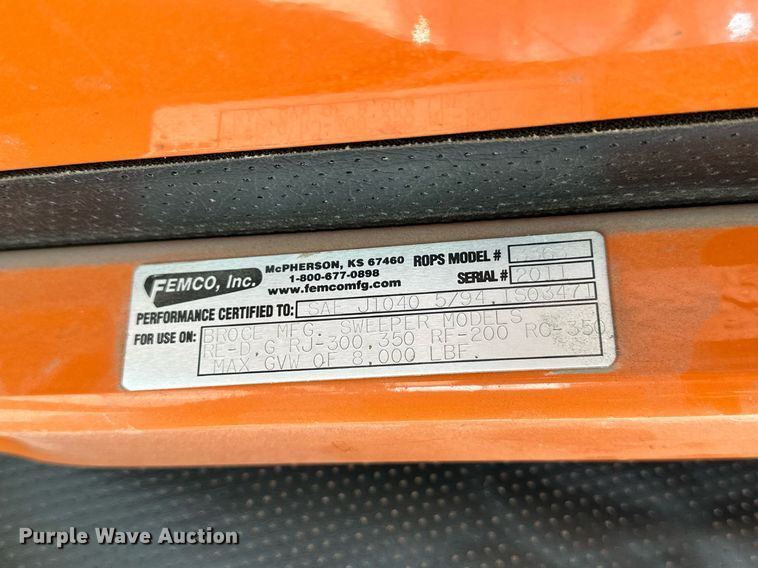 FEMCO, Inc.
McPHERSON, KS 67460
1-800-677-0898
www.femcomfg.com
ROPS MODEL #
SERIAL # 2011
PERFORMANCE CERTIFIED TO: SAE J1040 5/94, ISO3471
FOR USE ON: BROCE MFG. SWEEPER MODELS
RE-D,G RJ-300,350 RF-200 RC-350
MAX GVW OF 8,000 LBF.
Purple Wave Auction